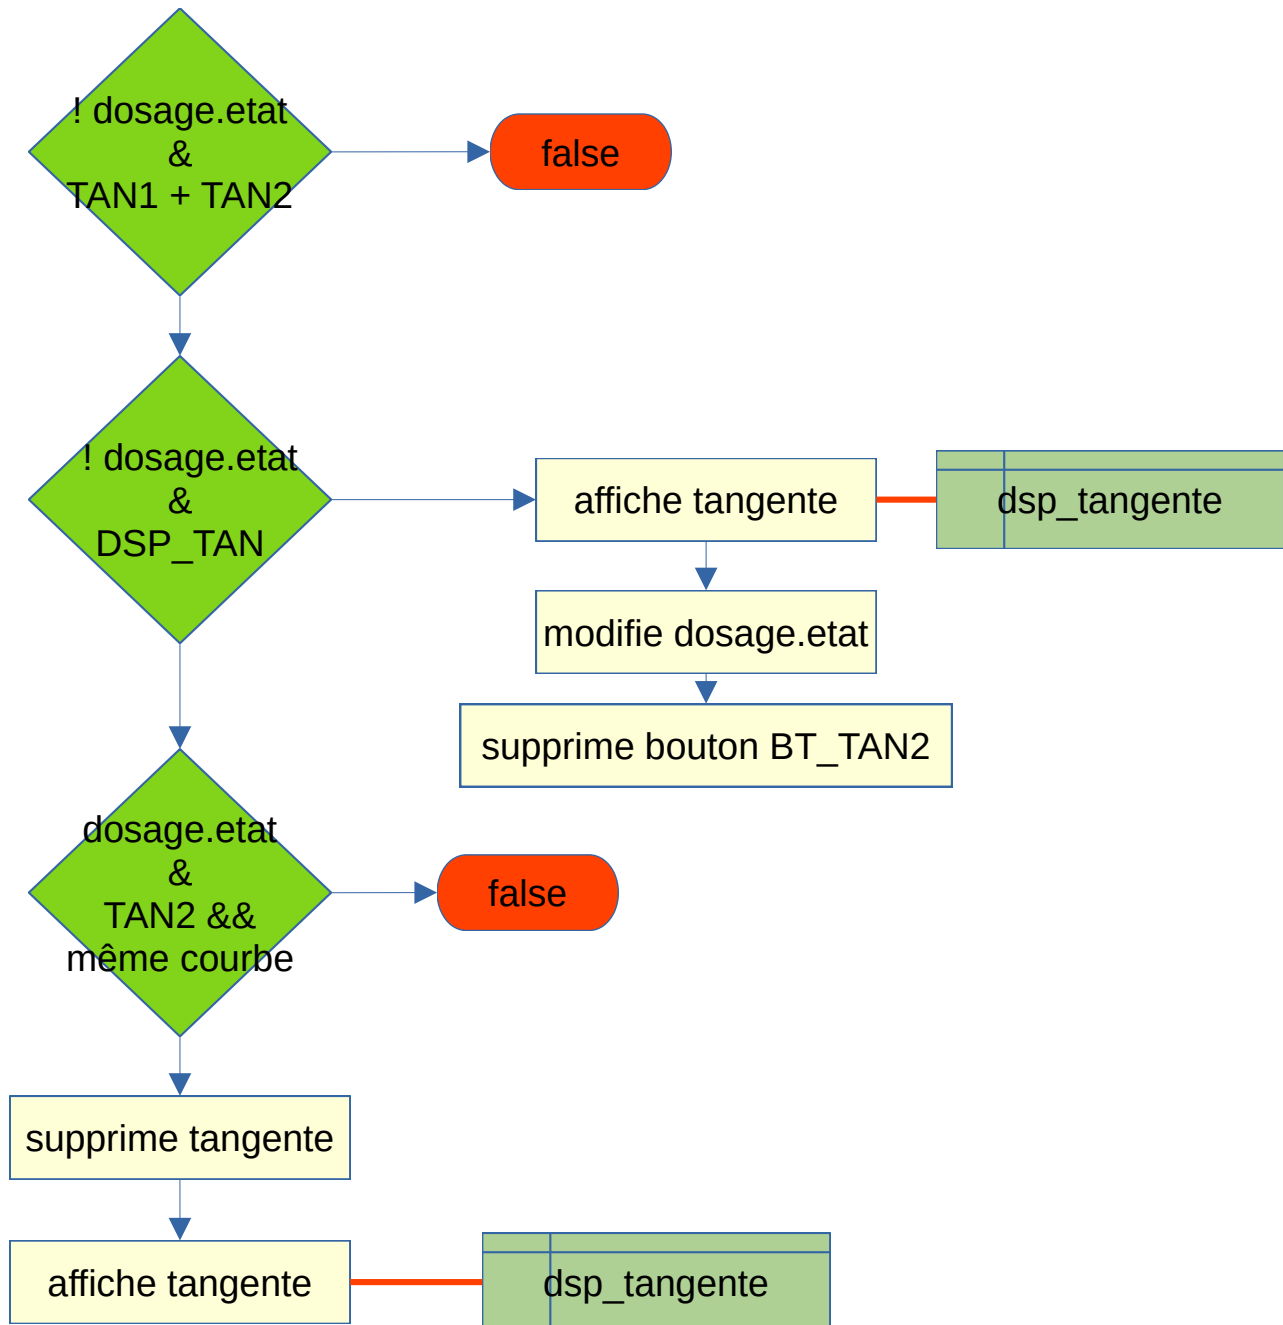 ! dosage.etat
&
TAN1 + TAN2
false
! dosage.etat
&
DSP_TAN
affiche tangente
dsp_tangente
modifie dosage.etat
supprime bouton BT_TAN2
dosage.etat
&
TAN2 &&
même courbe
false
supprime tangente
affiche tangente
dsp_tangente